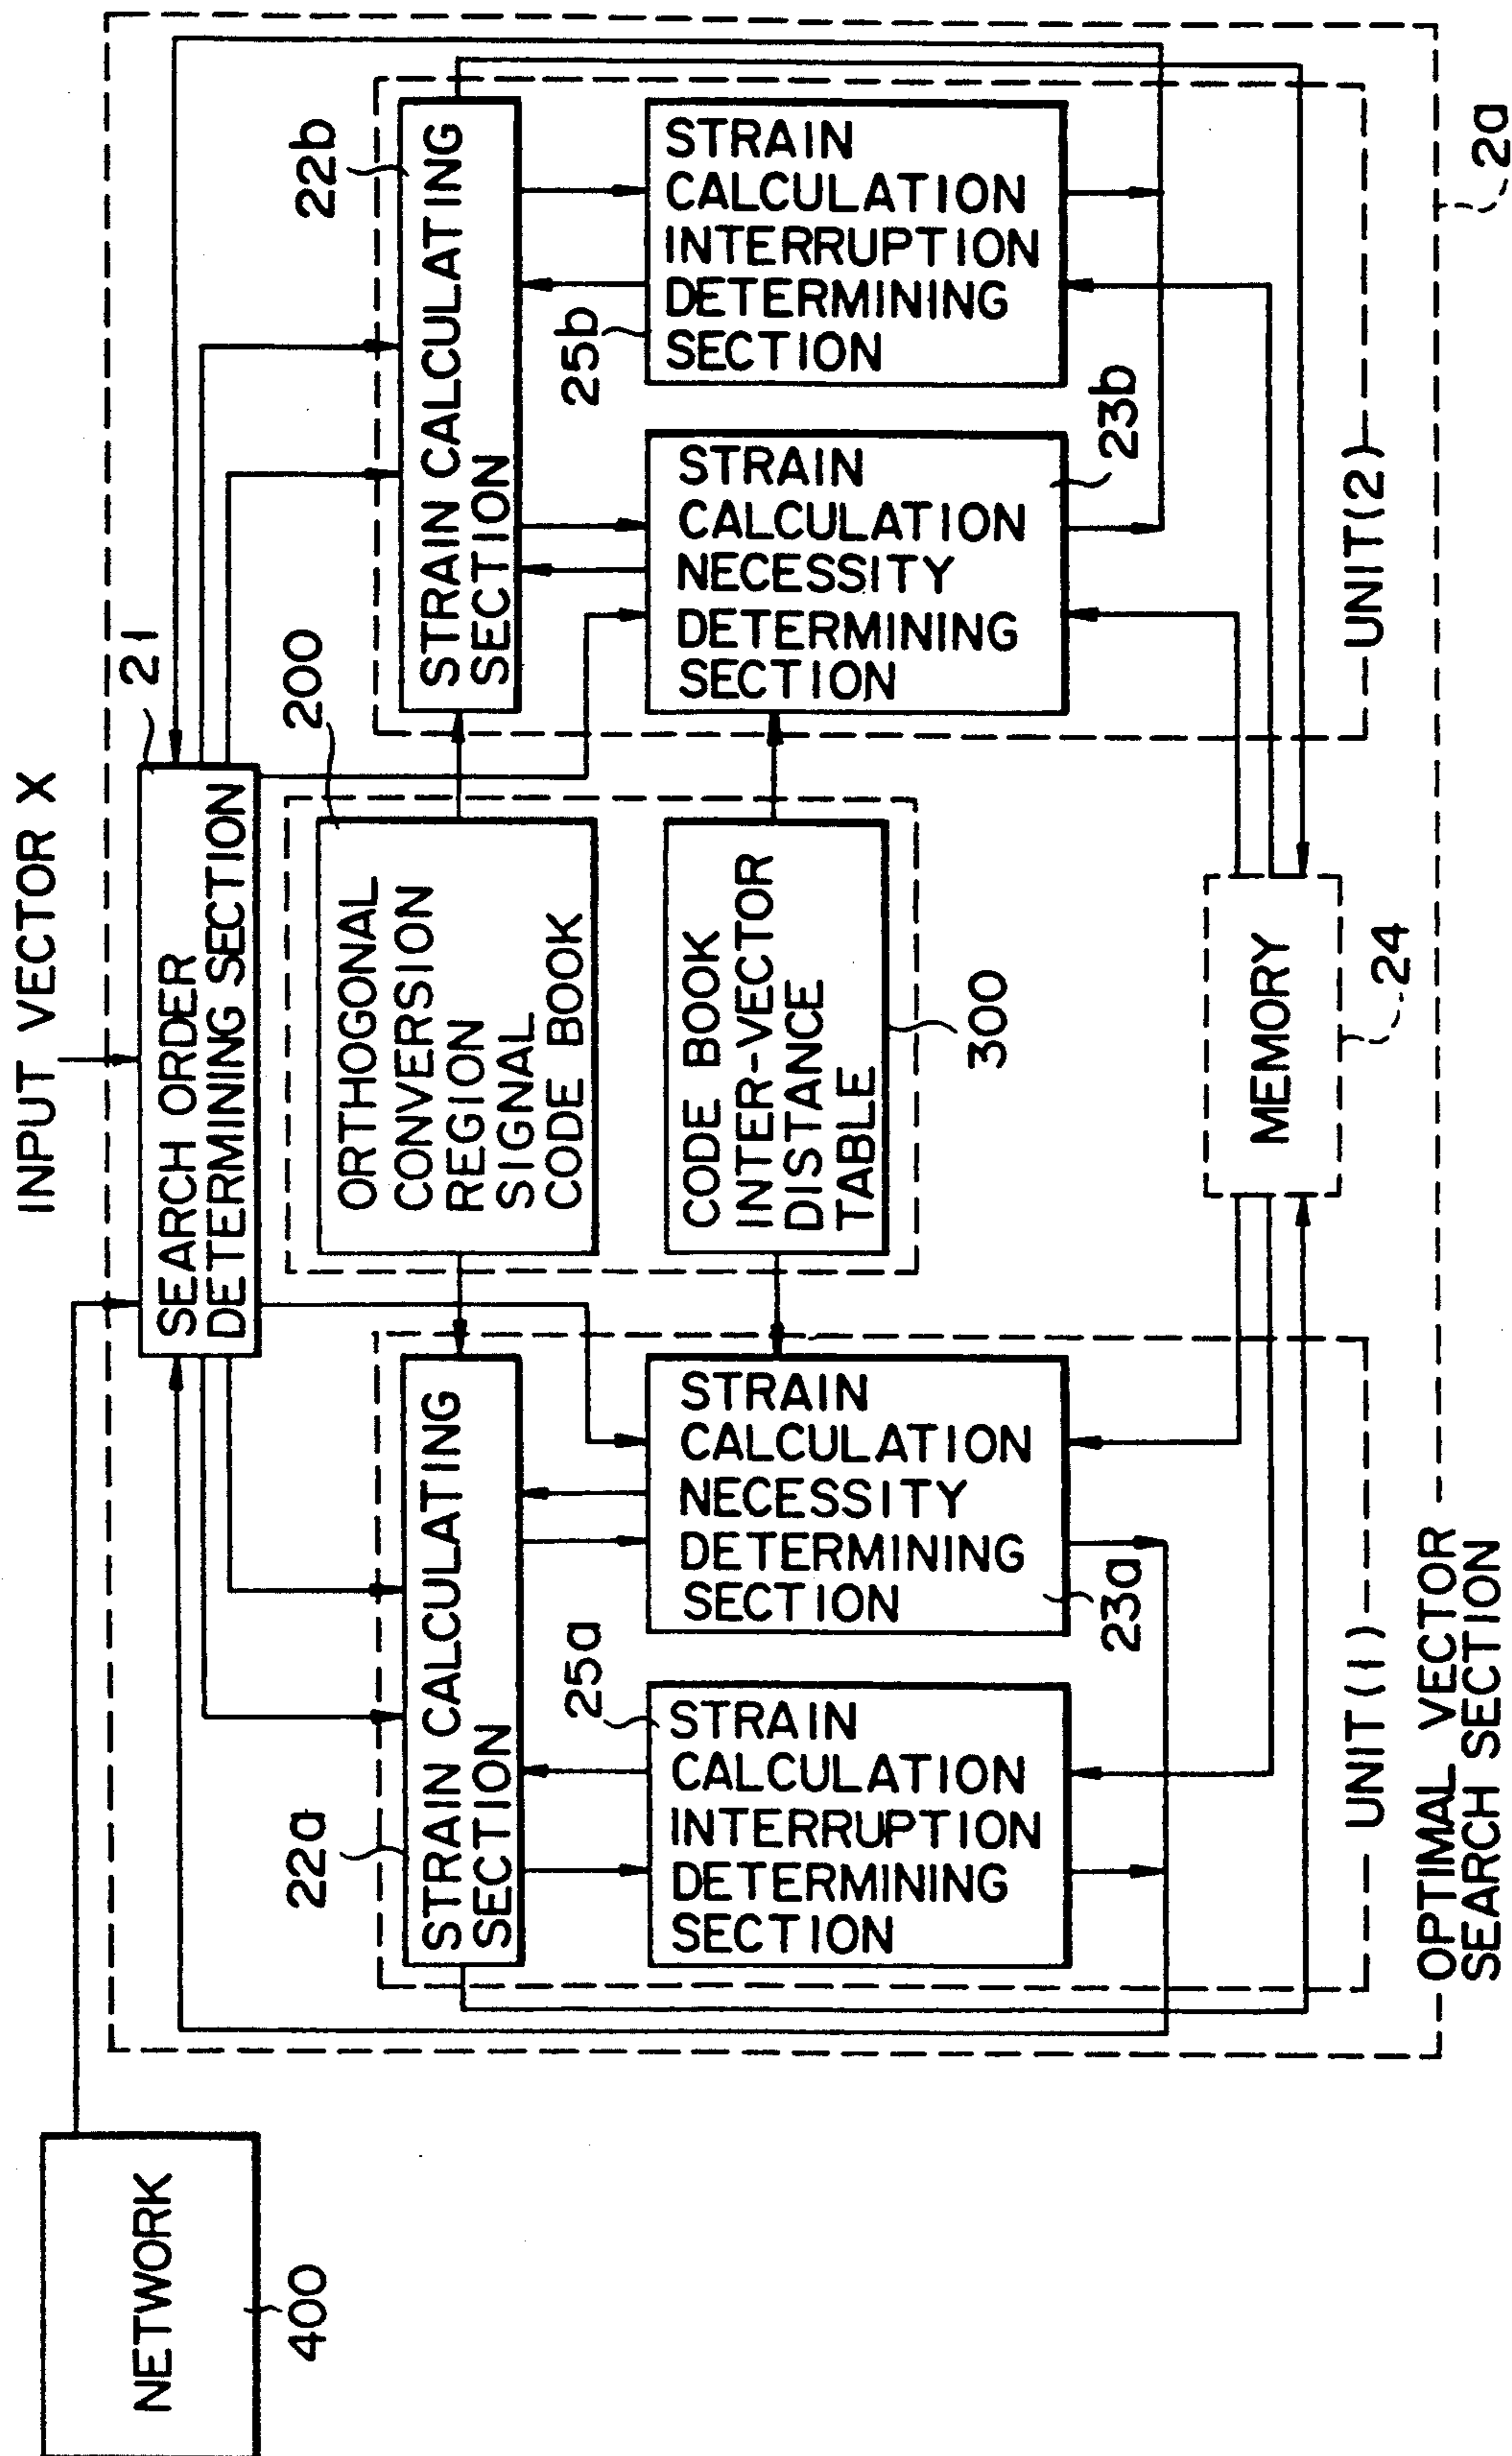 INPUT VECTOR X
NETWORK
400
SEARCH ORDER
DETERMINING SECTION
21
22a
STRAIN CALCULATING
SECTION
ORTHOGONAL
CONVERSION
REGION
SIGNAL
CODE BOOK
200
22b
STRAIN CALCULATING
SECTION
25a
STRAIN
CALCULATION
INTERRUPTION
DETERMINING
SECTION
STRAIN
CALCULATION
NECESSITY
DETERMINING
SECTION
23a
CODE BOOK
INTER-VECTOR
DISTANCE
TABLE
300
STRAIN
CALCULATION
NECESSITY
DETERMINING
SECTION
23b
25b
STRAIN
CALCULATION
INTERRUPTION
DETERMINING
SECTION
UNIT(1)
MEMORY
24
UNIT(2)
OPTIMAL VECTOR
SEARCH SECTION
2a